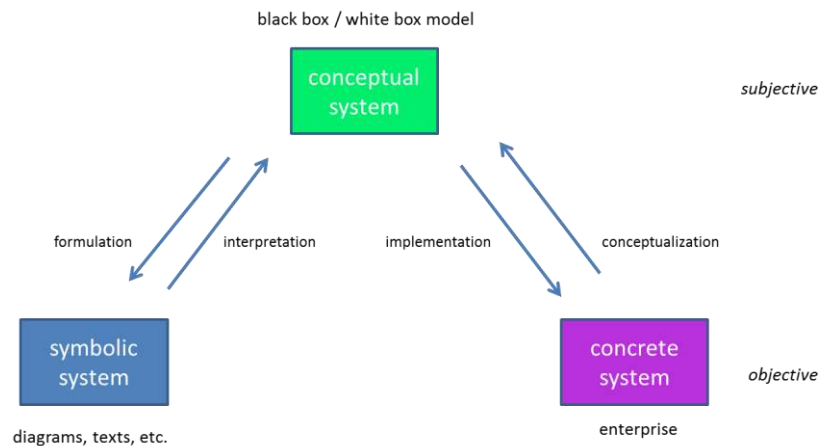 black box / white box model
conceptual
system
subjective
formulation
interpretation
implementation
conceptualization
symbolic
system
concrete
system
objective
diagrams, texts, etc.
enterprise